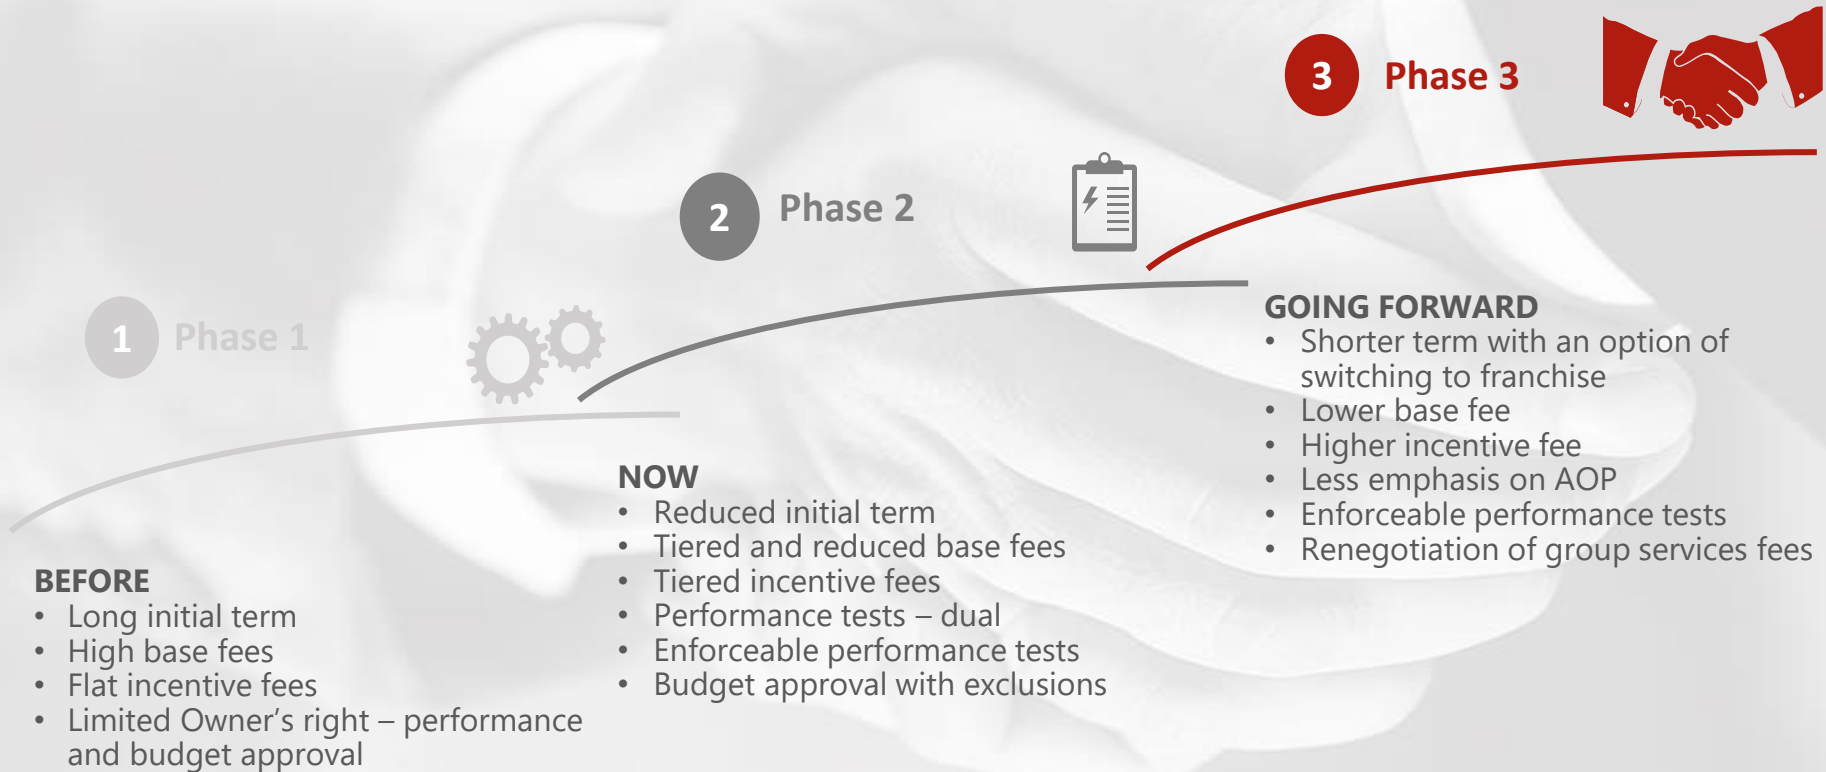 1 Phase 1
BEFORE
• Long initial term
• High base fees
• Flat incentive fees
• Limited Owner’s right – performance
and budget approval
2 Phase 2
NOW
• Reduced initial term
• Tiered and reduced base fees
• Tiered incentive fees
• Performance tests – dual
• Enforceable performance tests
• Budget approval with exclusions
3 Phase 3
GOING FORWARD
• Shorter term with an option of
switching to franchise
• Lower base fee
• Higher incentive fee
• Less emphasis on AOP
• Enforceable performance tests
• Renegotiation of group services fees